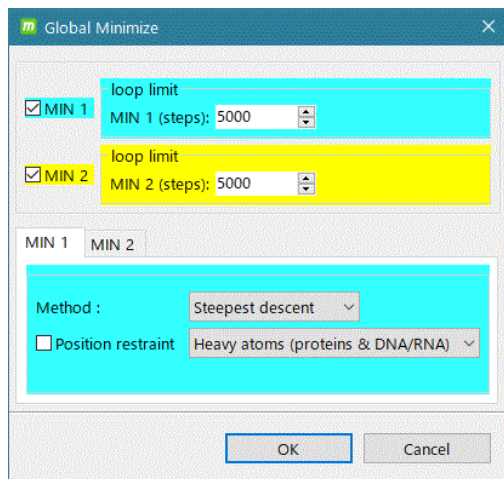 Global Minimize
loop limit
MIN 1
MIN 1 (steps): 5000
loop limit
MIN 2
MIN 2 (steps): 5000
MIN 1 MIN 2
Method : Steepest descent
Position restraint Heavy atoms (proteins & DNA/RNA)
OK Cancel